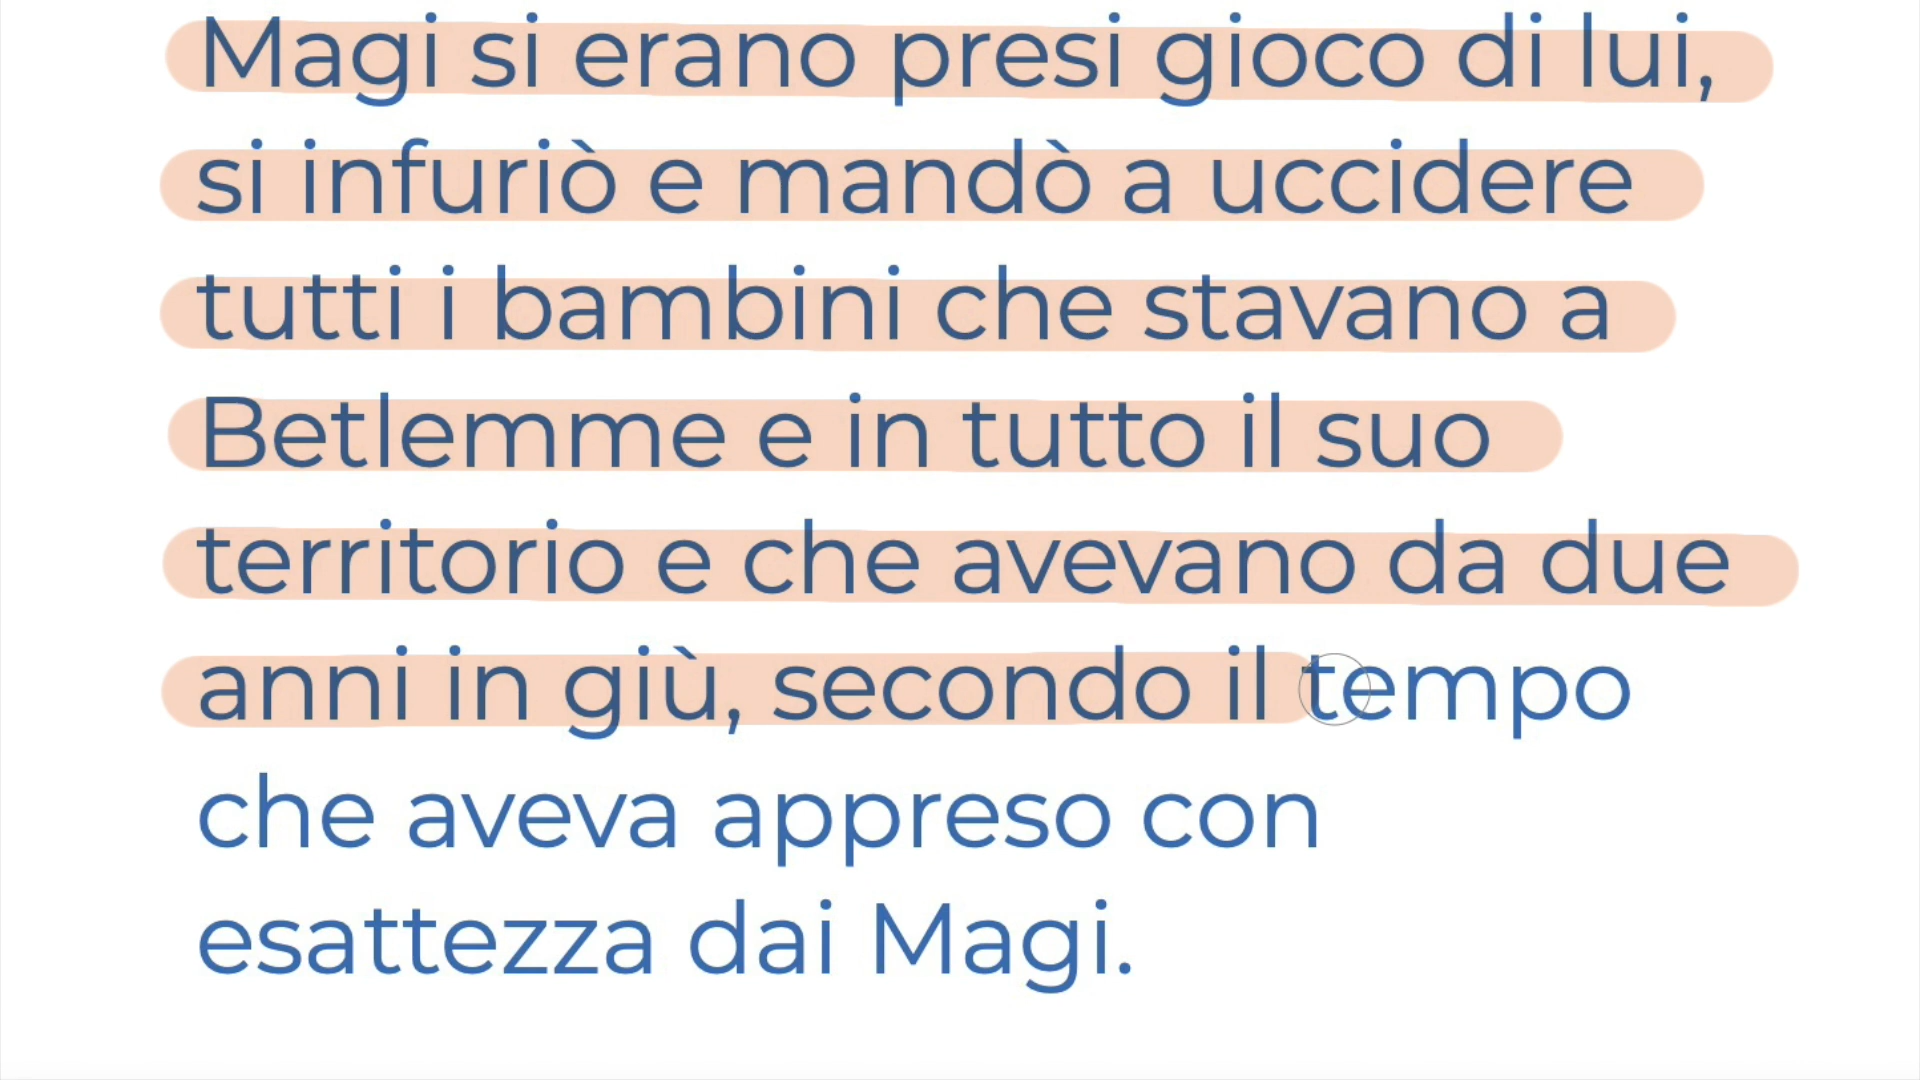 Magi si erano presi gioco di lui,
si infuriò e mandò a uccidere
tutti i bambini che stavano a
Betlemme e in tutto il suo
territorio e che avevano da due
anni in giù, secondo il tempo
che aveva appreso con
esattezza dai Magi.